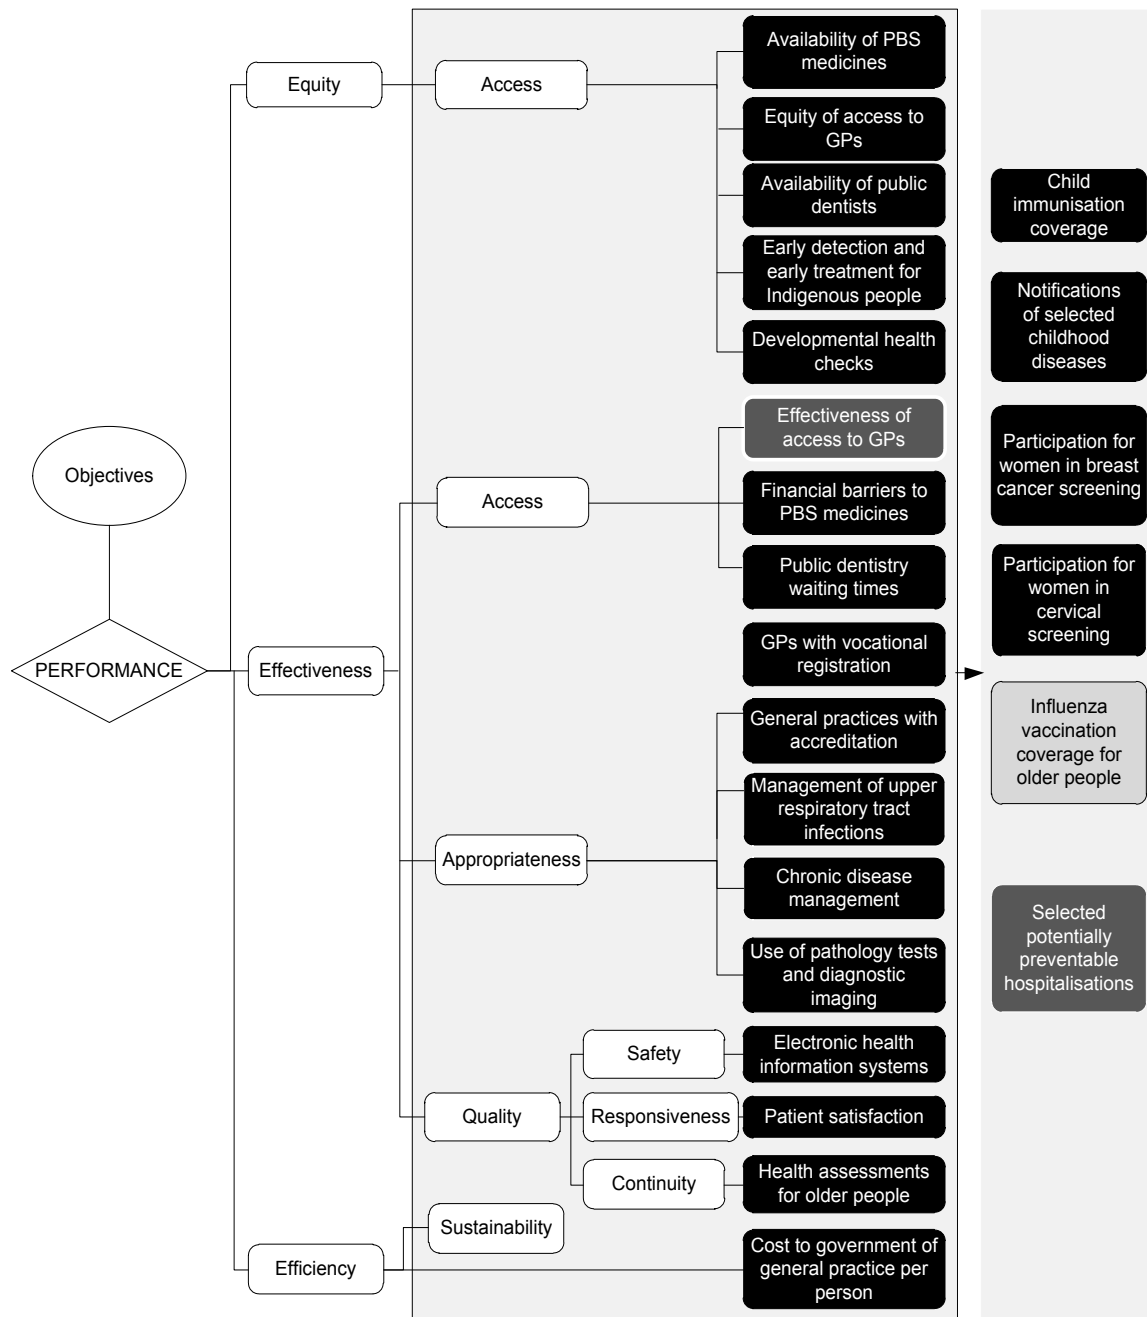 Equity
Access
Availability of PBS
medicines
Equity of access to
GPs
Availability of public
dentists
Early detection and
early treatment for
Indigenous people
Developmental health
checks
Objectives
PERFORMANCE
Effectiveness
Access
Effectiveness of
access to GPs
Financial barriers to
PBS medicines
Public dentistry
waiting times
GPs with vocational
registration
General practices with
accreditation
Appropriateness
Management of upper
respiratory tract
infections
Chronic disease
management
Use of pathology tests
and diagnostic
imaging
Quality
Safety
Electronic health
information systems
Responsiveness
Patient satisfaction
Continuity
Health assessments
for older people
Efficiency
Sustainability
Cost to government of
general practice per
person
Child
immunisation
coverage
Notifications
of selected
childhood
diseases
Participation for
women in breast
cancer screening
Participation for
women in
cervical
screening
Influenza
vaccination
coverage for
older people
Selected
potentially
preventable
hospitalisations